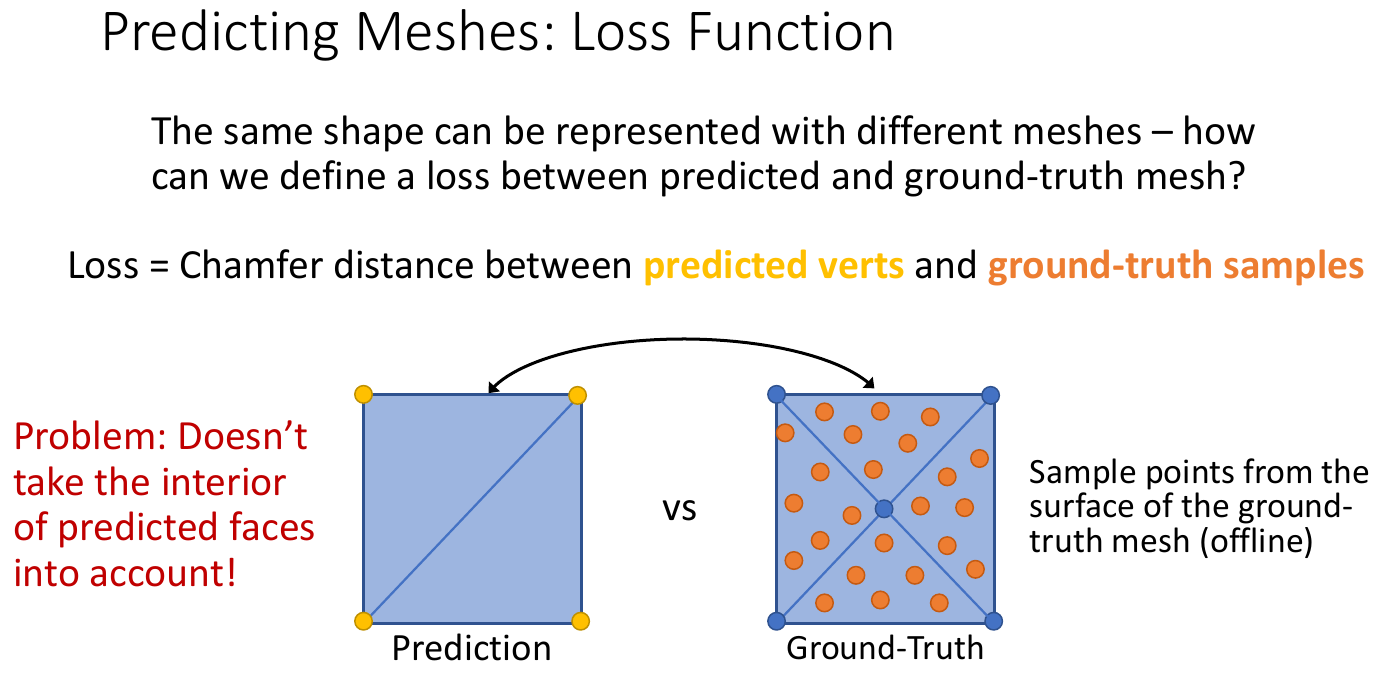 Predicting Meshes: Loss Function
The same shape can be represented with different meshes – how
can we define a loss between predicted and ground-truth mesh?
Loss = Chamfer distance between predicted verts and ground-truth samples
Problem: Doesn’t
take the interior
of predicted faces
into account!
Prediction
vs
Ground-Truth
Sample points from the
surface of the ground-
truth mesh (offline)